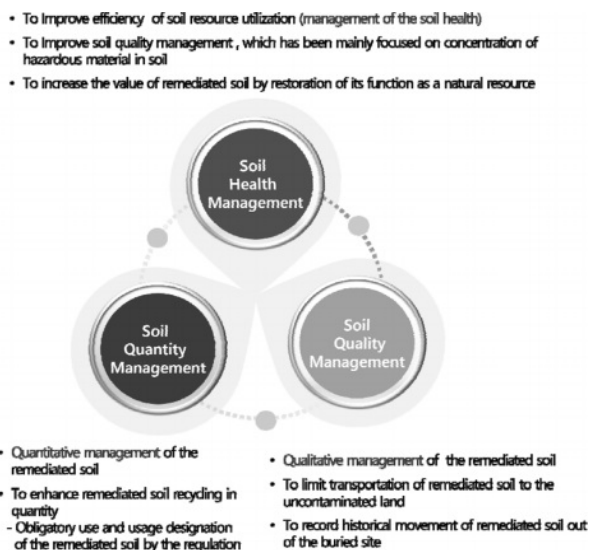 • To Improve efficiency of soil resource utilization (management of the soil health)
• To Improve soil quality management , which has been mainly focused on concentration of
hazardous material in soil
• To increase the value of remediated soil by restoration of its function as a natural resource
Soil
Health
Management
Soil
Quantity
Management
Soil
Quality
Management
• Quantitative management of the
remediated soil
• To enhance remediated soil recyding in
quantity
- Obligatory use and usage designation
of the remediated soil by the regulation
• Qualitative management of the remediated soil
• To limit transportation of remediated soil to the
uncontaminated land
• To record historical movement of remediated soil out
of the buried site